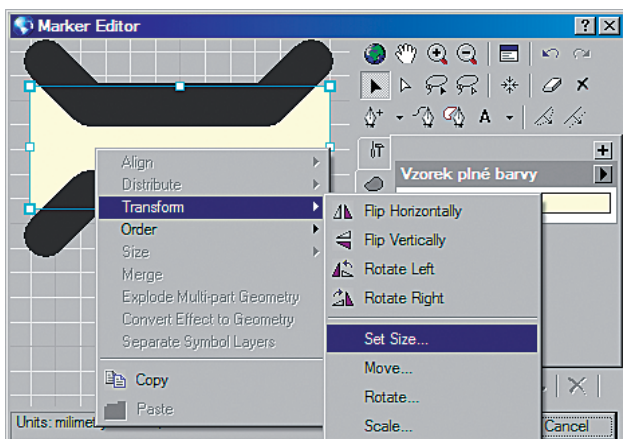 Marker Editor
A
Vzorek plné barvy
Align
Distribute
Transform
Order
Size
Merge
Explode Multi-part Geometry
Convert Effect to Geometry
Separate Symbol Layers
Copy
Paste
Flip Horizontally
Flip Vertically
Rotate Left
Rotate Right
Set Size...
Move...
Rotate...
Scale...
Units:
Cancel